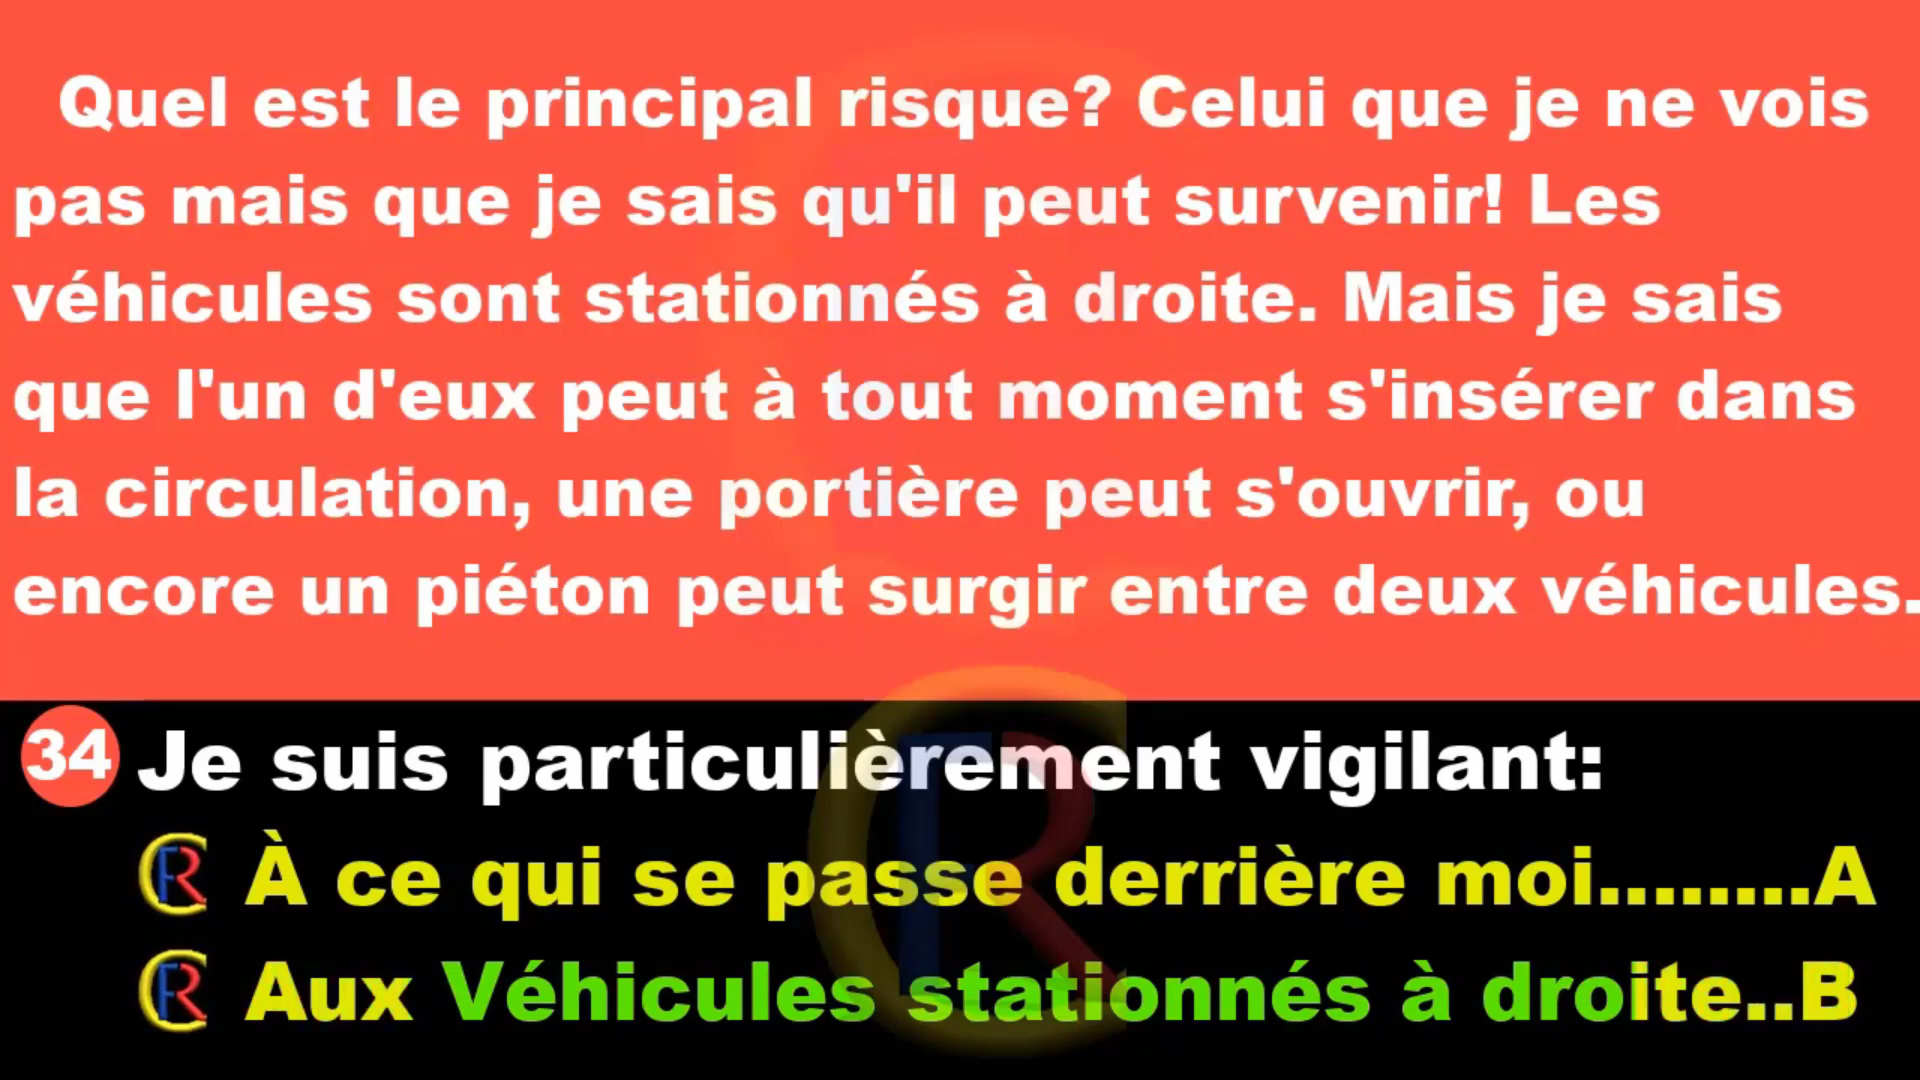 Quel est le principal risque? Celui que je ne vois
pas mais que je sais qu'il peut survenir! Les
véhicules sont stationnés à droite. Mais je sais
que l'un d'eux peut à tout moment s'insérer dans
la circulation, une portière peut s'ouvrir, ou
encore un piéton peut surgir entre deux véhicules.
34 Je suis particulièrement vigilant:
À ce qui se passe derrière moi........A
Aux Véhicules stationnés à droite..B